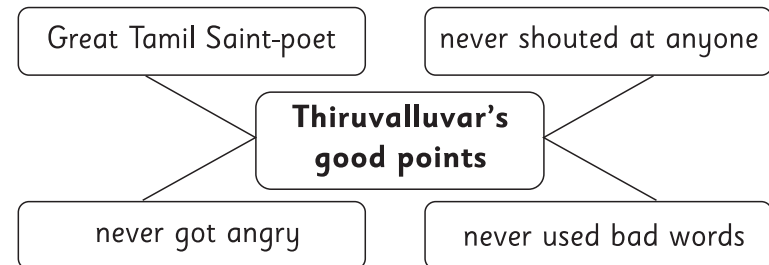 Great Tamil Saint-poet
never shouted at anyone
Thiruvalluvar's
good points
never got angry
never used bad words